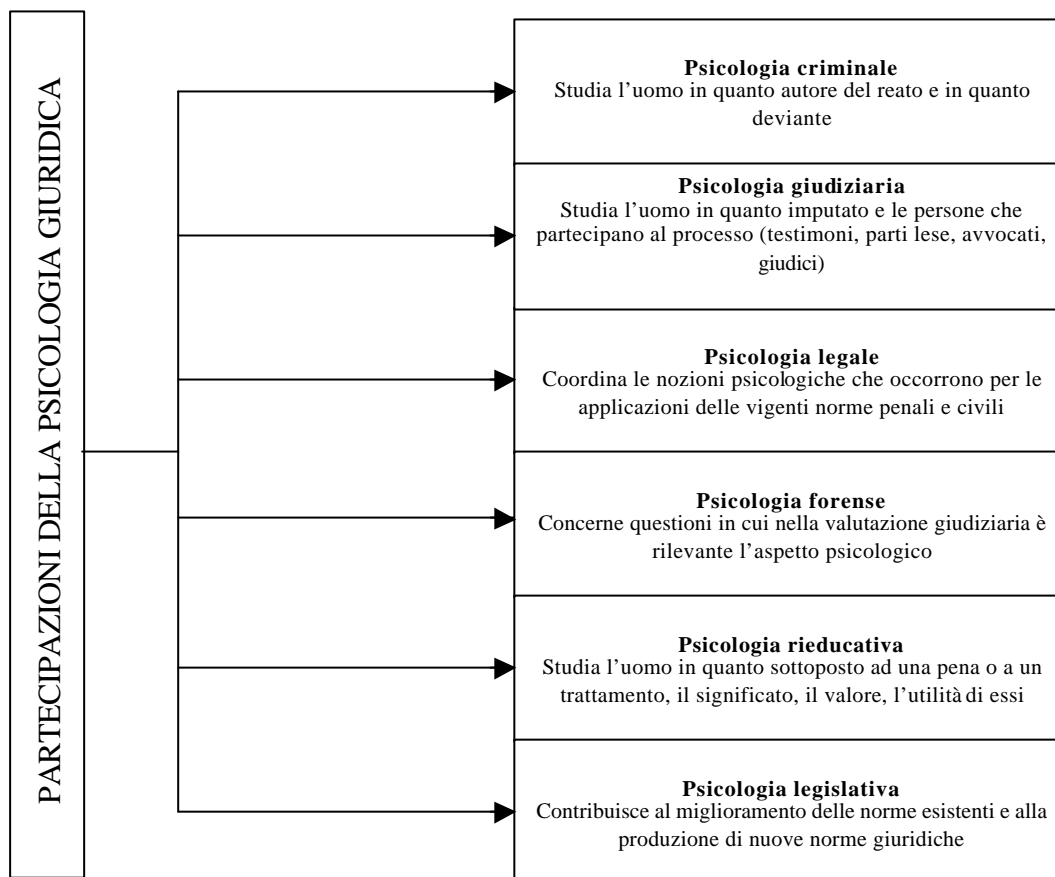 PARTECIPAZIONI DELLA PSICOLOGIA GIURIDICA
Psicologia criminale
Studia l’uomo in quanto autore del reato e in quanto
deviante
Psicologia giudiziaria
Studia l’uomo in quanto imputato e le persone che
partecipano al processo (testimoni, parti lese, avvocati,
giudici)
Psicologia legale
Coordina le nozioni psicologiche che occorrono per le
applicazioni delle vigenti norme penali e civili
Psicologia forense
Concerne questioni in cui nella valutazione giudiziaria è
rilevante l’aspetto psicologico
Psicologia rieducativa
Studia l’uomo in quanto sottoposto ad una pena o a un
trattamento, il significato, il valore, l’utilità di essi
Psicologia legislativa
Contribuisce al miglioramento delle norme esistenti e alla
produzione di nuove norme giuridiche